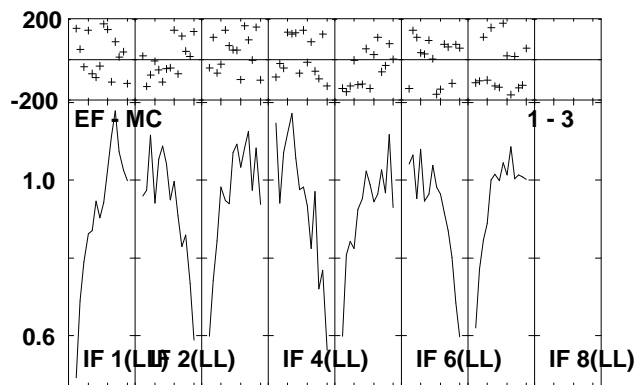 200
-200
EF - MC 1 - 3
1.0
0.6
IF 1(LL) IF 2(LL) IF 4(LL) IF 6(LL) IF 8(LL)